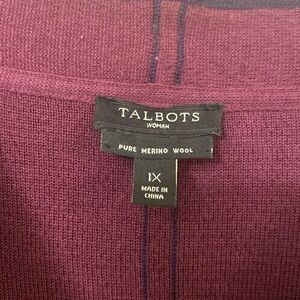 TALBOTS
WOMAN
PURE MERINO WOOL
1X
MADE IN
CHINA